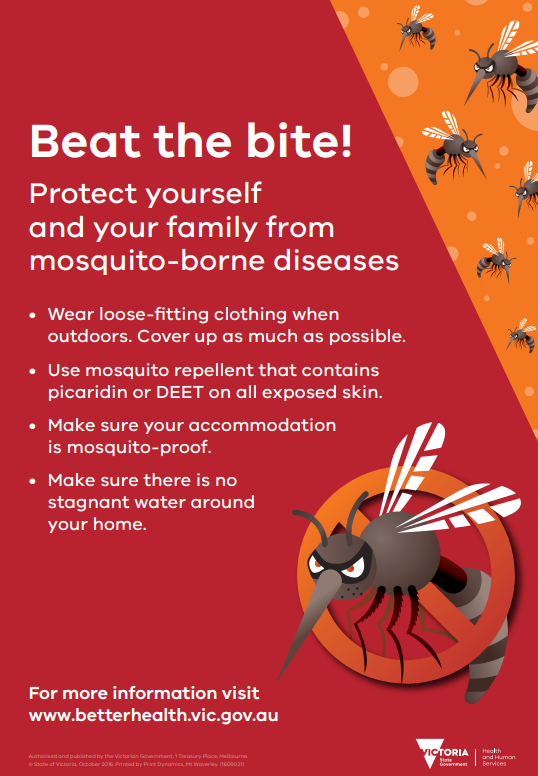 Beat the bite!
Protect yourself
and your family from
mosquito-borne diseases
• Wear loose-fitting clothing when
outdoors. Cover up as much as possible.
• Use mosquito repellent that contains
picaridin or DEET on all exposed skin.
• Make sure your accommodation
is mosquito-proof.
• Make sure there is no
stagnant water around
your home.
For more information visit
www.betterhealth.vic.gov.au
Authorised and published by the Victorian Government, 1 Treasury Place, Melbourne.
© State of Victoria, October 2016. Printed by Print Dynamics, Mt Waverley. (1609031)
VICTORIA
State
Government
Health
and Human
Services